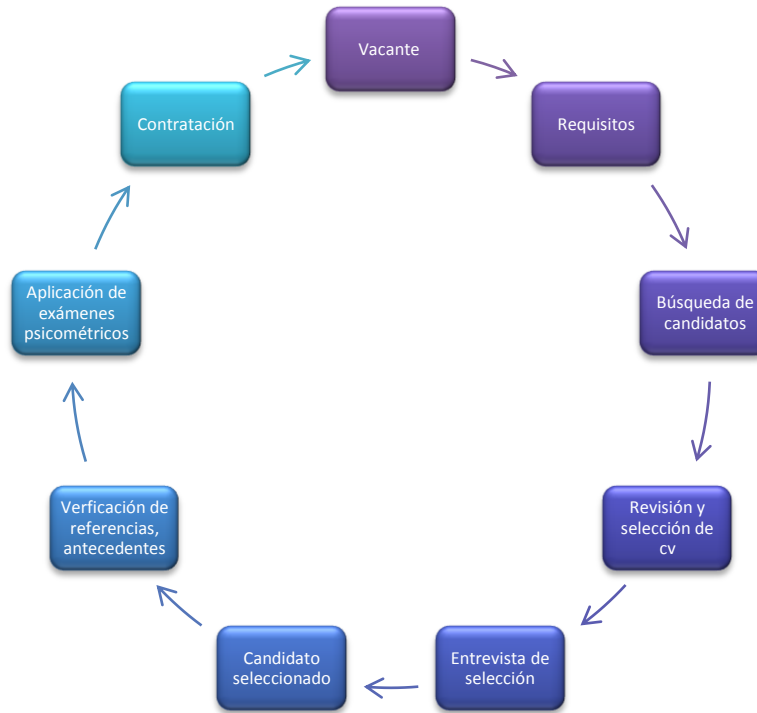 Vacante
Requisitos
Búsqueda de
candidatos
Revisión y
selección de
cv
Entrevista de
selección
Candidato
seleccionado
Verficación de
referencias,
antecedentes
Aplicación de
exámenes
psicométricos
Contratación